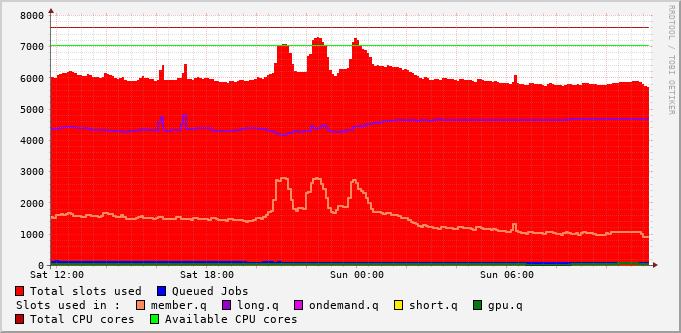 8000
7000
6000
5000
4000
3000
2000
1000
0
Sat 12:00 Sat 18:00 Sun 00:00 Sun 06:00
Total slots used Queued Jobs
Slots used in : member.q long.q ondemand.q short.q gpu.q
Total CPU cores Available CPU cores
RRDTOOL / TOBI OETIKER